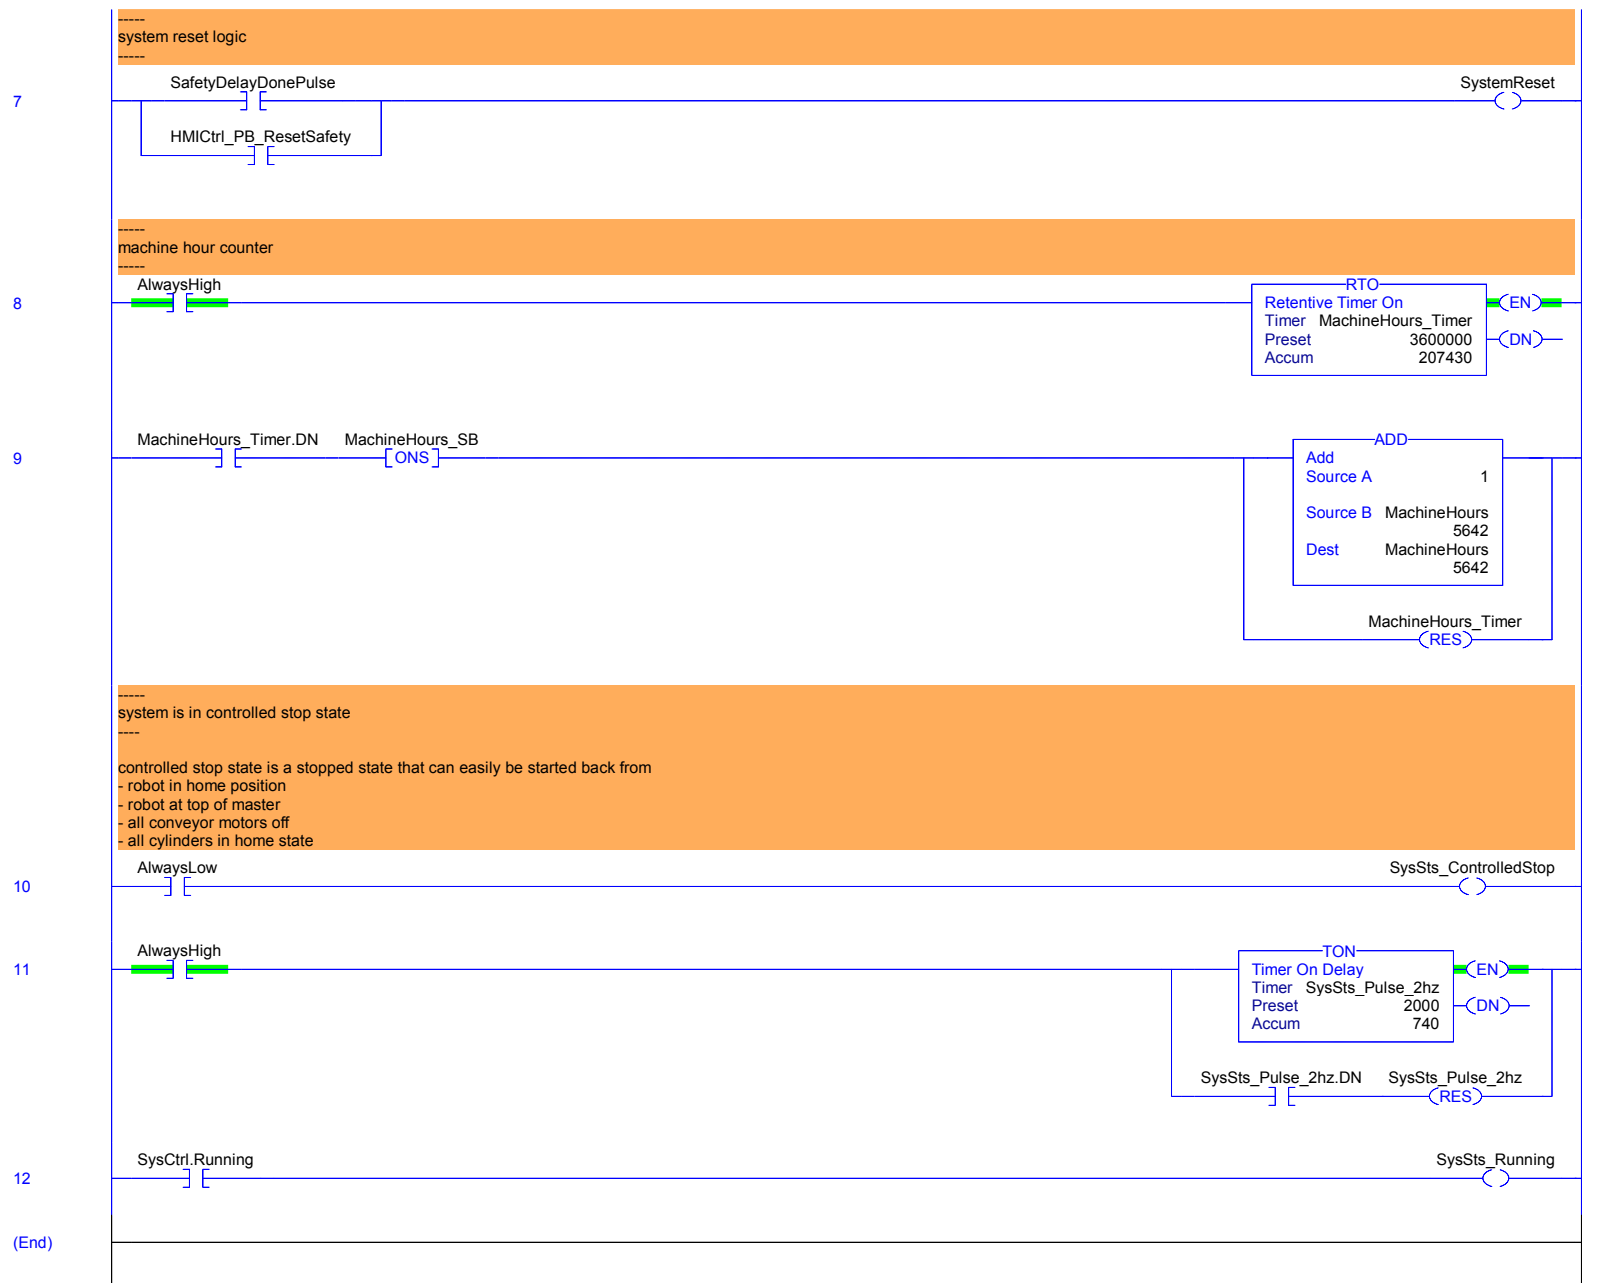 -----
system reset logic
-----
SafetyDelayDonePulse
SystemReset
7
HMICtrl_PB_ResetSafety
-----
machine hour counter
-----
AlwaysHigh
8
RTO
Retentive Timer On
Timer MachineHours_Timer
Preset 3600000
Accum 207430
EN
DN
MachineHours_Timer.DN
MachineHours_SB
9
ONS
ADD
Add
Source A 1
Source B MachineHours
5642
Dest MachineHours
5642
MachineHours_Timer
RES
-----
system is in controlled stop state
----
controlled stop state is a stopped state that can easily be started back from
- robot in home position
- robot at top of master
- all conveyor motors off
- all cylinders in home state
AlwaysLow
SysSts_ControlledStop
10
AlwaysHigh
11
TON
Timer On Delay
Timer SysSts_Pulse_2hz
Preset 2000
Accum 740
EN
DN
SysSts_Pulse_2hz.DN
SysSts_Pulse_2hz
RES
SysCtrl.Running
SysSts_Running
12
(End)